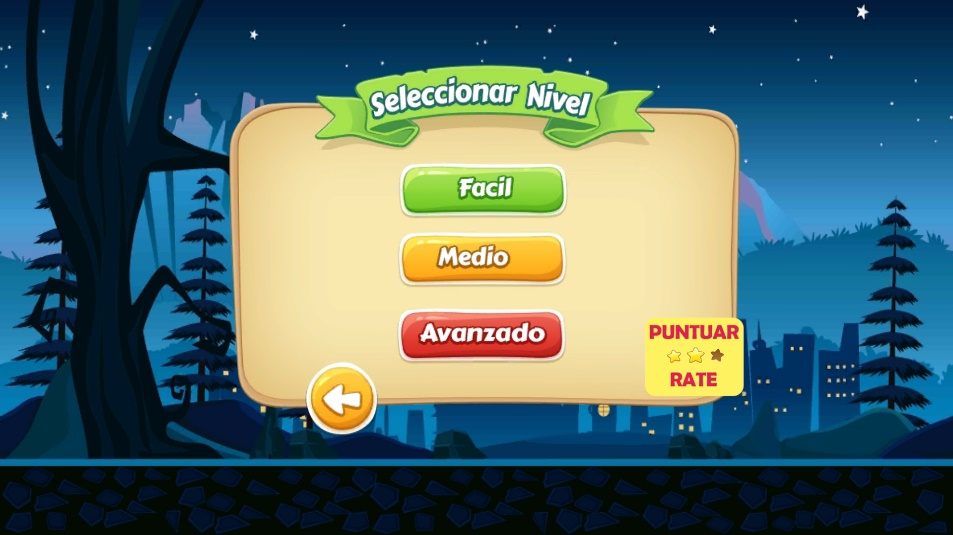 Seleccionar Nivel
Facil
Medio
Avanzado
PUNTUAR
RATE